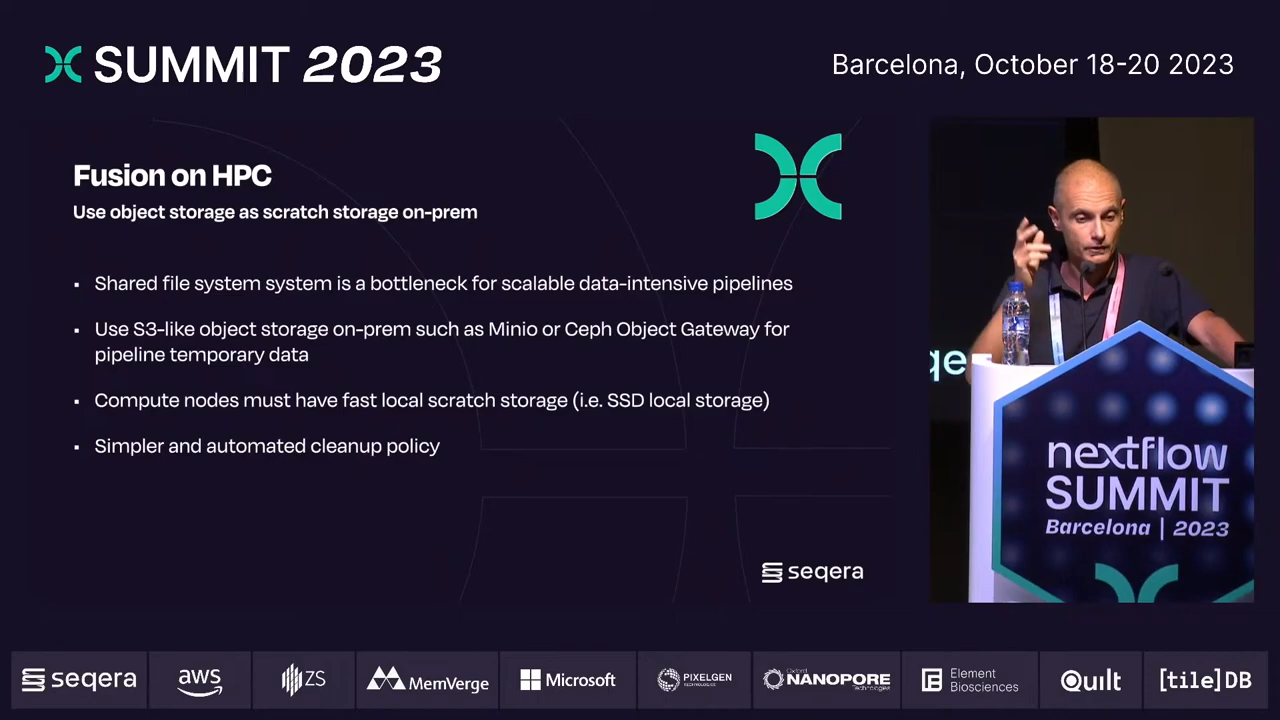 SUMMIT 2023
Barcelona, October 18-20 2023
Fusion on HPC
Use object storage as scratch storage on-prem
▪ Shared file system system is a bottleneck for scalable data-intensive pipelines
▪ Use S3-like object storage on-prem such as Minio or Ceph Object Gateway for
pipeline temporary data
▪ Compute nodes must have fast local scratch storage (i.e. SSD local storage)
▪ Simpler and automated cleanup policy
seqera
qe
nextflow
SUMMIT
Barcelona | 2023
seqera
aws
ZS
MemVerge
Microsoft
PIXELGEN
TECHNOLOGIES
Oxford
NANOPORE
Technologies
Element
Biosciences
Quilt
[tile]DB